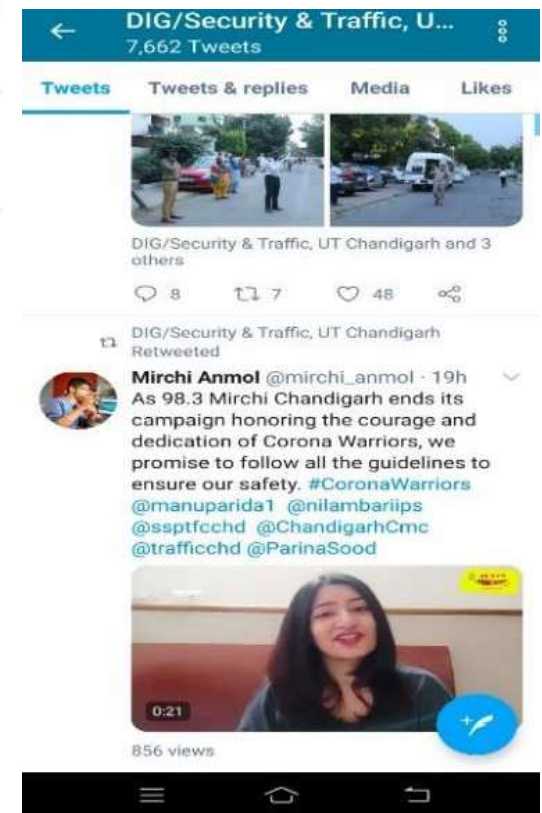 DIG/Security & Traffic, U...
7,662 Tweets
Tweets Tweets & replies Media Likes
DIG/Security & Traffic, UT Chandigarh and 3
others
8 7 48
DIG/Security & Traffic, UT Chandigarh
Retweeted
Mirchi Anmol @mirchi_anmol · 19h
As 98.3 Mirchi Chandigarh ends its
campaign honoring the courage and
dedication of Corona Warriors, we
promise to follow all the guidelines to
ensure our safety. #CoronaWarriors
@manuparida1 @nilambariips
@ssptfcchd @ChandigarhCmc
@trafficchd @ParinaSood
0:21
856 views